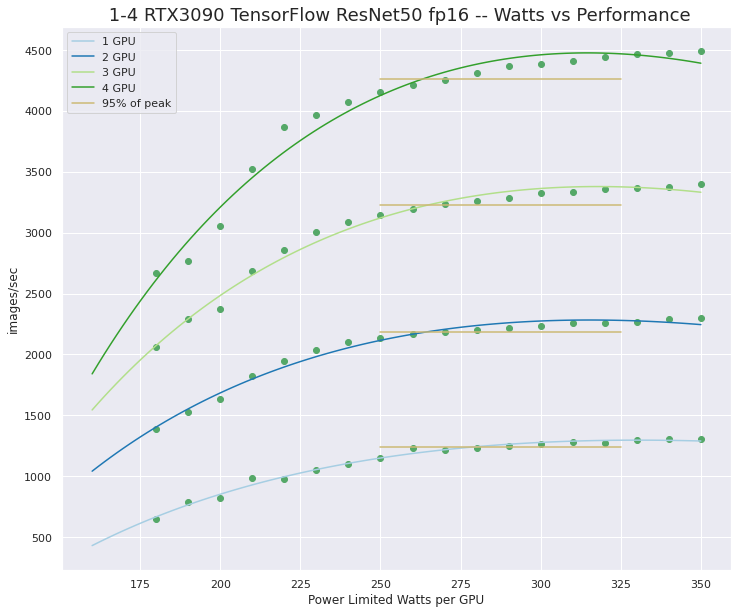 1-4 RTX3090 TensorFlow ResNet50 fp16 -- Watts vs Performance
1 GPU
2 GPU
3 GPU
4 GPU
95% of peak
4500
4000
3500
3000
2500
2000
1500
1000
500
images/sec
175
200
225
250
275
300
325
350
Power Limited Watts per GPU